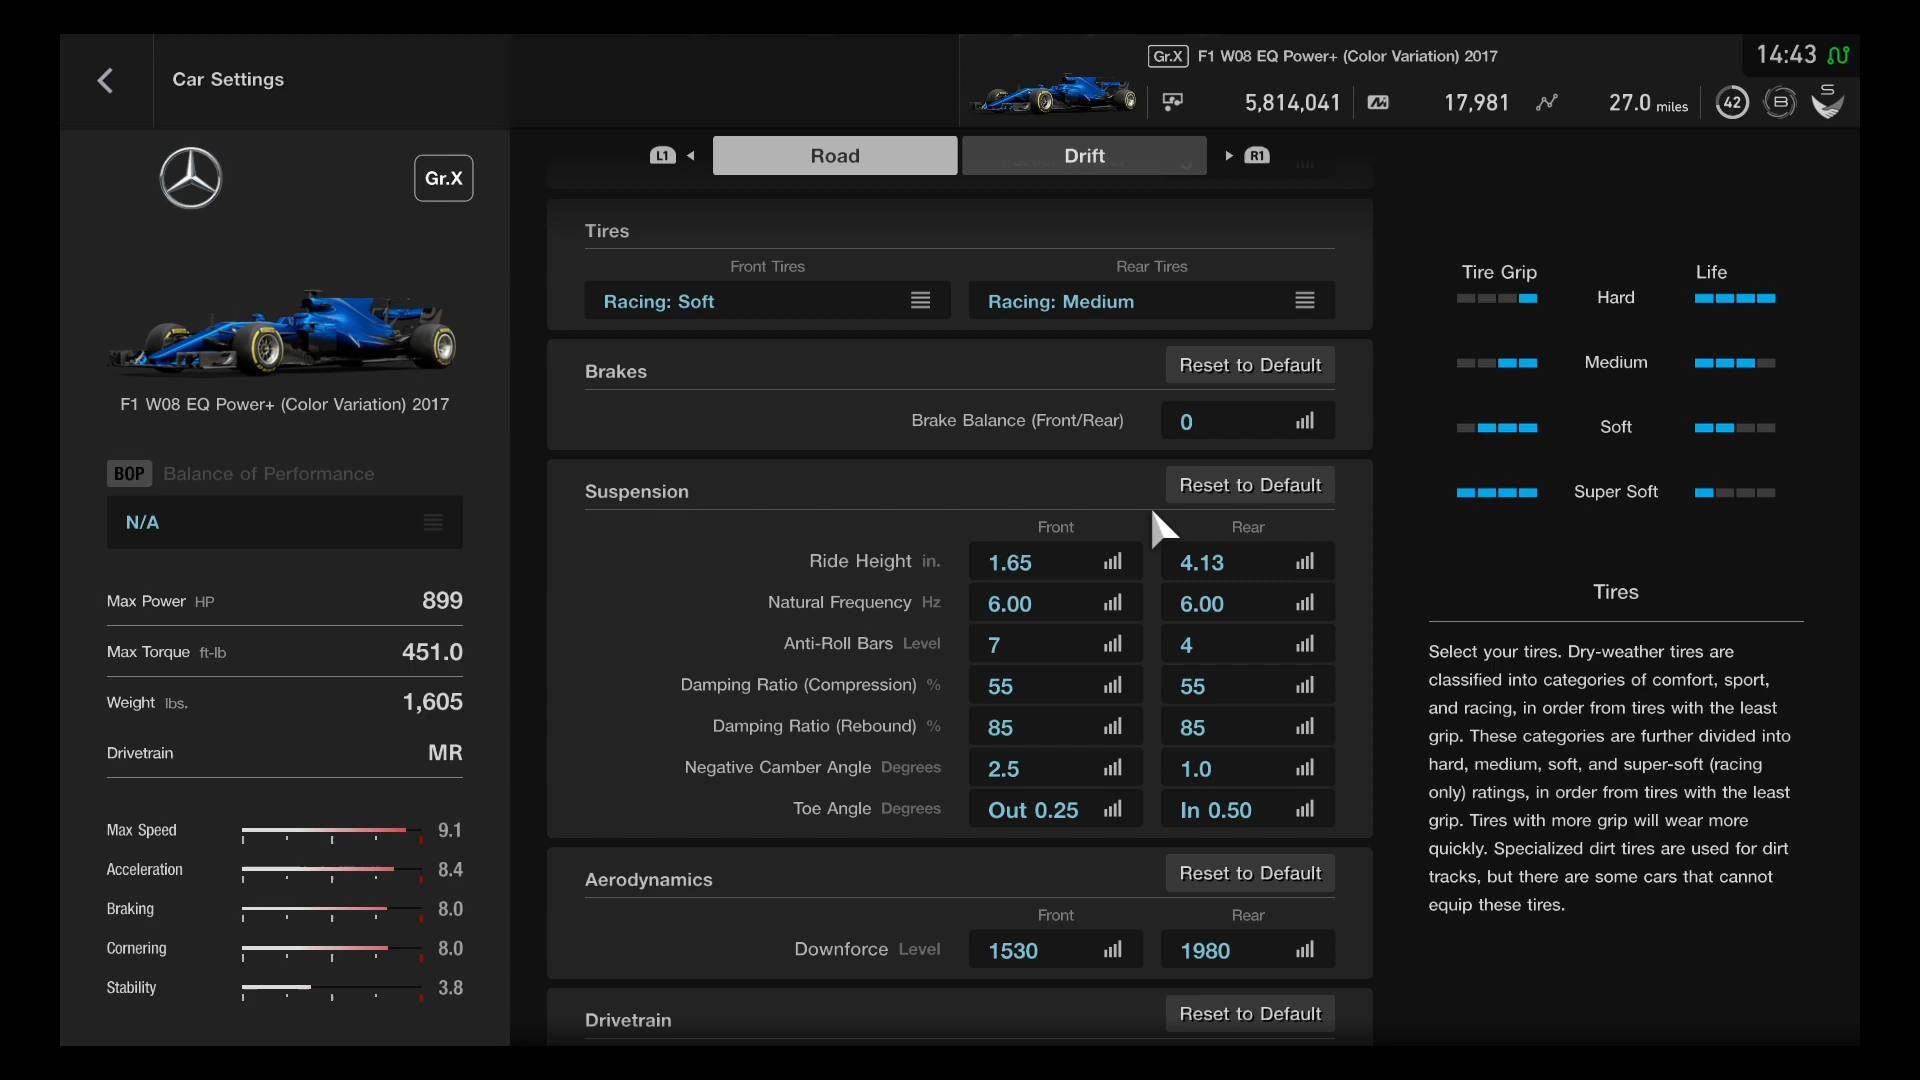 Car Settings
Gr.X F1 W08 EQ Power+ (Color Variation) 2017
14:43
5,814,041
17,981
27.0 miles
42
B
S
L1
Road
Drift
R1
Gr.X
F1 W08 EQ Power+ (Color Variation) 2017
BOP Balance of Performance
N/A
Max Power HP 899
Max Torque ft-lb 451.0
Weight lbs. 1,605
Drivetrain MR
Max Speed 9.1
Acceleration 8.4
Braking 8.0
Cornering 8.0
Stability 3.8
Tires
Front Tires Rear Tires
Racing: Soft Racing: Medium
Brakes Reset to Default
Brake Balance (Front/Rear) 0
Suspension Reset to Default
Front Rear
Ride Height in. 1.65 4.13
Natural Frequency Hz 6.00 6.00
Anti-Roll Bars Level 7 4
Damping Ratio (Compression) % 55 55
Damping Ratio (Rebound) % 85 85
Negative Camber Angle Degrees 2.5 1.0
Toe Angle Degrees Out 0.25 In 0.50
Aerodynamics Reset to Default
Front Rear
Downforce Level 1530 1980
Drivetrain Reset to Default
Tire Grip Life
Hard
Medium
Soft
Super Soft
Tires
Select your tires. Dry-weather tires are
classified into categories of comfort, sport,
and racing, in order from tires with the least
grip. These categories are further divided into
hard, medium, soft, and super-soft (racing
only) ratings, in order from tires with the least
grip. Tires with more grip will wear more
quickly. Specialized dirt tires are used for dirt
tracks, but there are some cars that cannot
equip these tires.